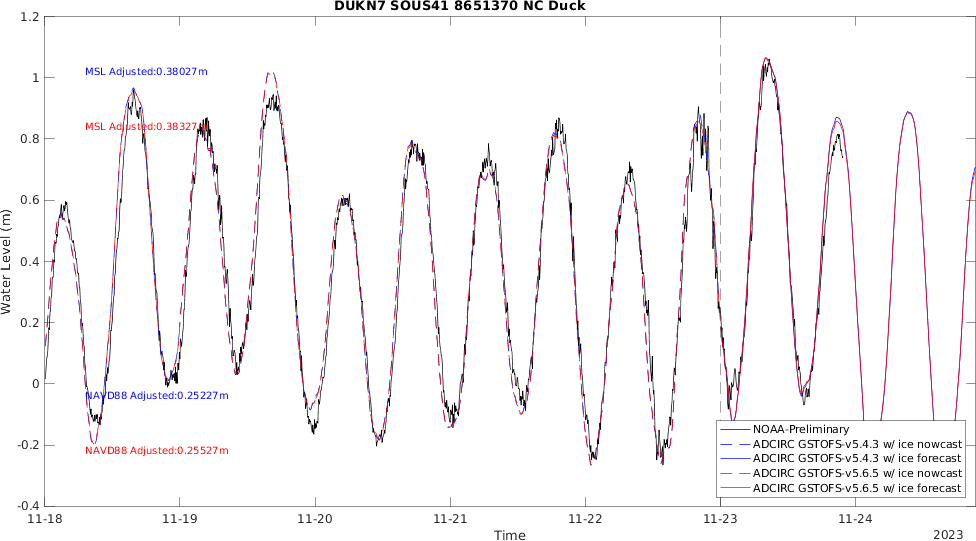 DUKN7 SOUS41 8651370 NC Duck
1.2
1
0.8
0.6
0.4
0.2
0
-0.2
-0.4
Water Level (m)
MSL Adjusted:0.38027m
MSL Adjusted:0.38327m
NAVD88 Adjusted:0.25227m
NAVD88 Adjusted:0.25527m
NOAA-Preliminary
ADCIRC GSTOFS-v5.4.3 w/ ice nowcast
ADCIRC GSTOFS-v5.4.3 w/ ice forecast
ADCIRC GSTOFS-v5.6.5 w/ ice nowcast
ADCIRC GSTOFS-v5.6.5 w/ ice forecast
11-18 11-19 11-20 11-21 11-22 11-23 11-24
Time
2023